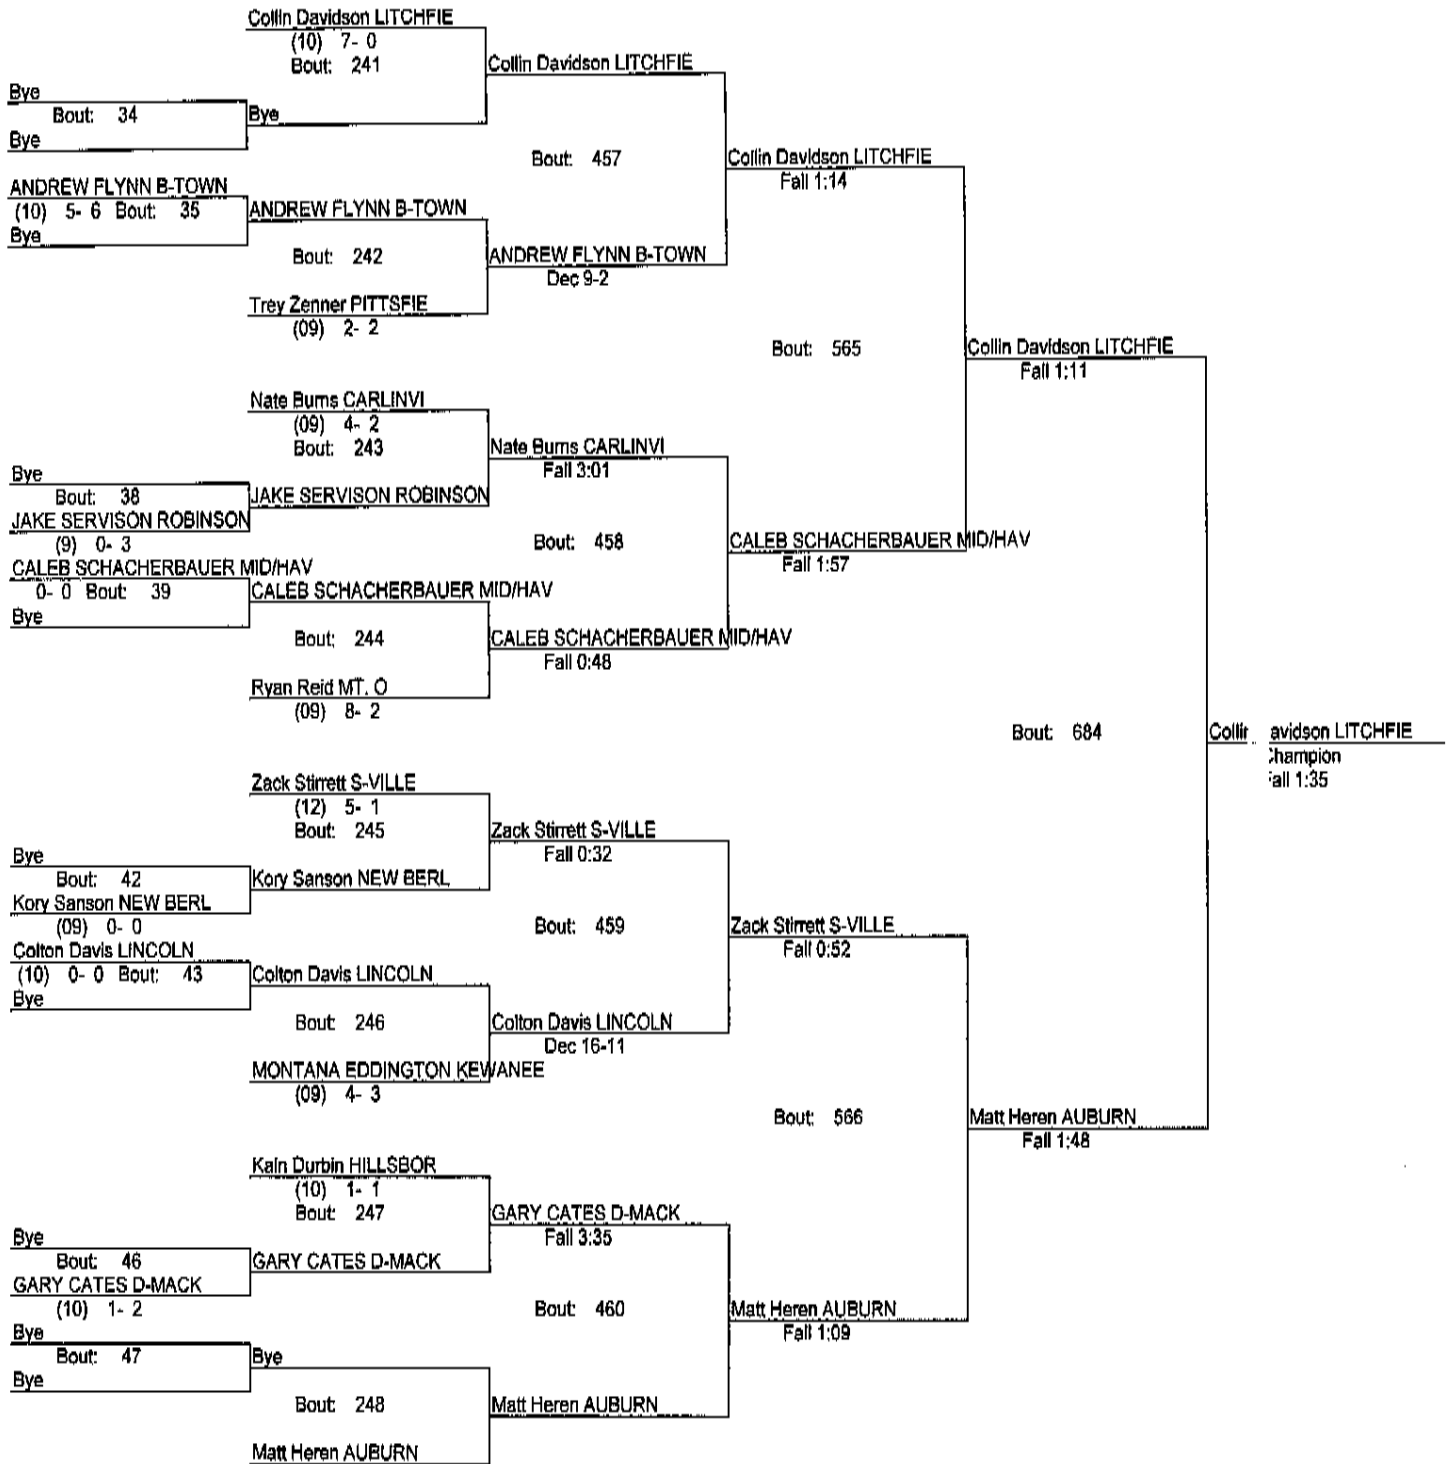 Collin Davidson LITCHFIE
(10) 7- 0
Bout: 241
Collin Davidson LITCHFIE
Bye
Bout: 34
Bye
Bye
Bout: 457
Collin Davidson LITCHFIE
Fall 1:14
ANDREW FLYNN B-TOWN
(10) 5- 6 Bout: 35
ANDREW FLYNN B-TOWN
Bye
Bout: 242
ANDREW FLYNN B-TOWN
Dec 9-2
Trey Zenner PITTSFIE
(09) 2- 2
Bout: 565
Collin Davidson LITCHFIE
Fall 1:11
Nate Burns CARLINVI
(09) 4- 2
Bout: 243
Nate Burns CARLINVI
Fall 3:01
Bye
Bout: 38
JAKE SERVISON ROBINSON
JAKE SERVISON ROBINSON
(9) 0- 3
Bout: 458
CALEB SCHACHERBAUER MID/HAV
Fall 1:57
CALEB SCHACHERBAUER MID/HAV
0- 0 Bout: 39
CALEB SCHACHERBAUER MID/HAV
Bye
Bout: 244
CALEB SCHACHERBAUER MID/HAV
Fall 0:48
Ryan Reid MT. O
(09) 8- 2
Bout: 684
Collin Davidson LITCHFIE
Champion
Fall 1:35
Zack Stirrett S-VILLE
(12) 5- 1
Bout: 245
Zack Stirrett S-VILLE
Fall 0:32
Bye
Bout: 42
Kory Sanson NEW BERL
Kory Sanson NEW BERL
(09) 0- 0
Bout: 459
Zack Stirrett S-VILLE
Fall 0:52
Colton Davis LINCOLN
(10) 0- 0 Bout: 43
Colton Davis LINCOLN
Bye
Bout: 246
Colton Davis LINCOLN
Dec 16-11
MONTANA EDDINGTON KEWANEE
(09) 4- 3
Bout: 566
Matt Heren AUBURN
Fall 1:48
Kain Durbin HILLSBOR
(10) 1- 1
Bout: 247
GARY CATES D-MACK
Fall 3:35
Bye
Bout: 46
GARY CATES D-MACK
GARY CATES D-MACK
(10) 1- 2
Bout: 460
Matt Heren AUBURN
Fall 1:09
Bye
Bout: 47
Bye
Bye
Bout: 248
Matt Heren AUBURN
Matt Heren AUBURN